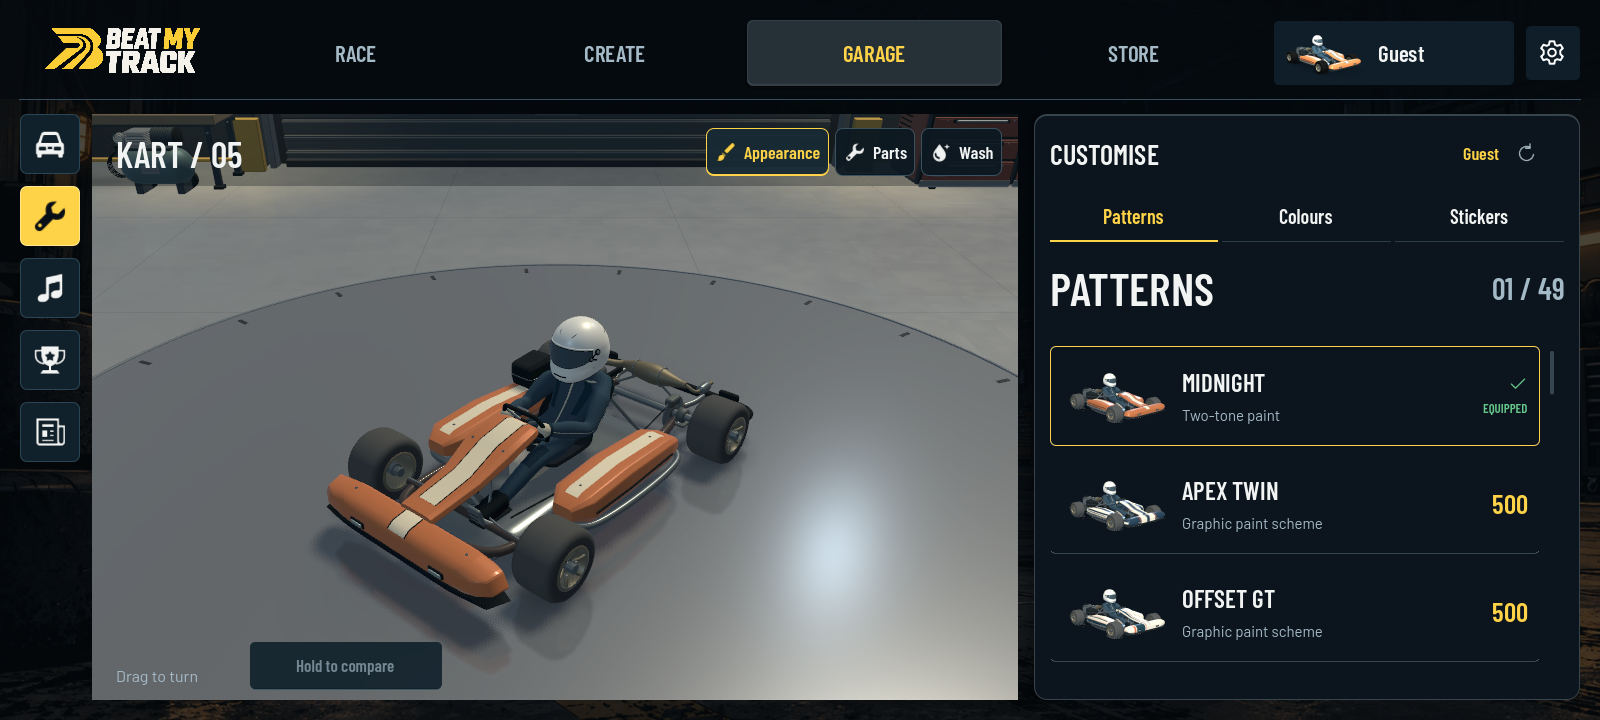 BEAT MY
TRACK
RACE
CREATE
GARAGE
STORE
Guest
KART / 05
Appearance
Parts
Wash
CUSTOMISE
Guest
Patterns
Colours
Stickers
PATTERNS
01 / 49
MIDNIGHT
Two-tone paint
EQUIPPED
APEX TWIN
Graphic paint scheme
500
OFFSET GT
Graphic paint scheme
500
Drag to turn
Hold to compare